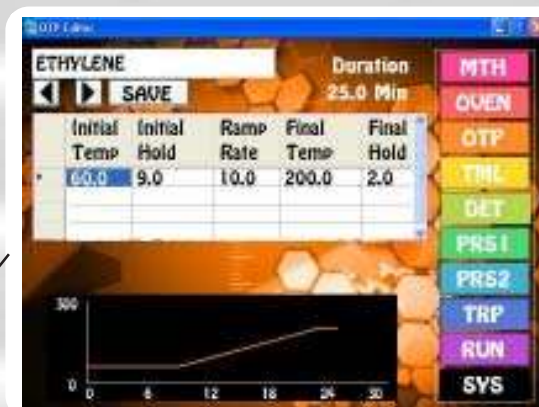 OTP Editor
ETHYLENE
Duration
SAVE
25.0 Min
Initial Temp Initial Hold Ramp Rate Final Temp Final Hold
60.0 9.0 10.0 200.0 2.0
300
0
0 6 12 18 24 30
MTH
OVEN
OTP
TML
DET
PRS1
PRS2
TRP
RUN
SYS